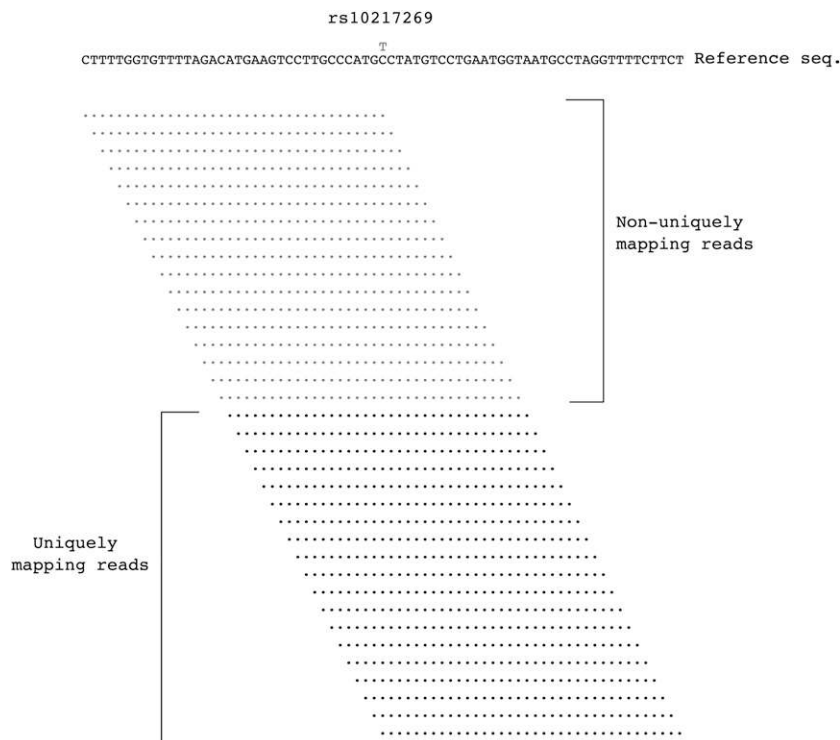 rs10217269
T
CTTTTGGTGTTTTAGACATGAAGTCCTTGCCCATGCCTATGTCCTGAATGGTAATGCCTAGGTTTTCTTCT Reference seq.
Non-uniquely
mapping reads
Uniquely
mapping reads